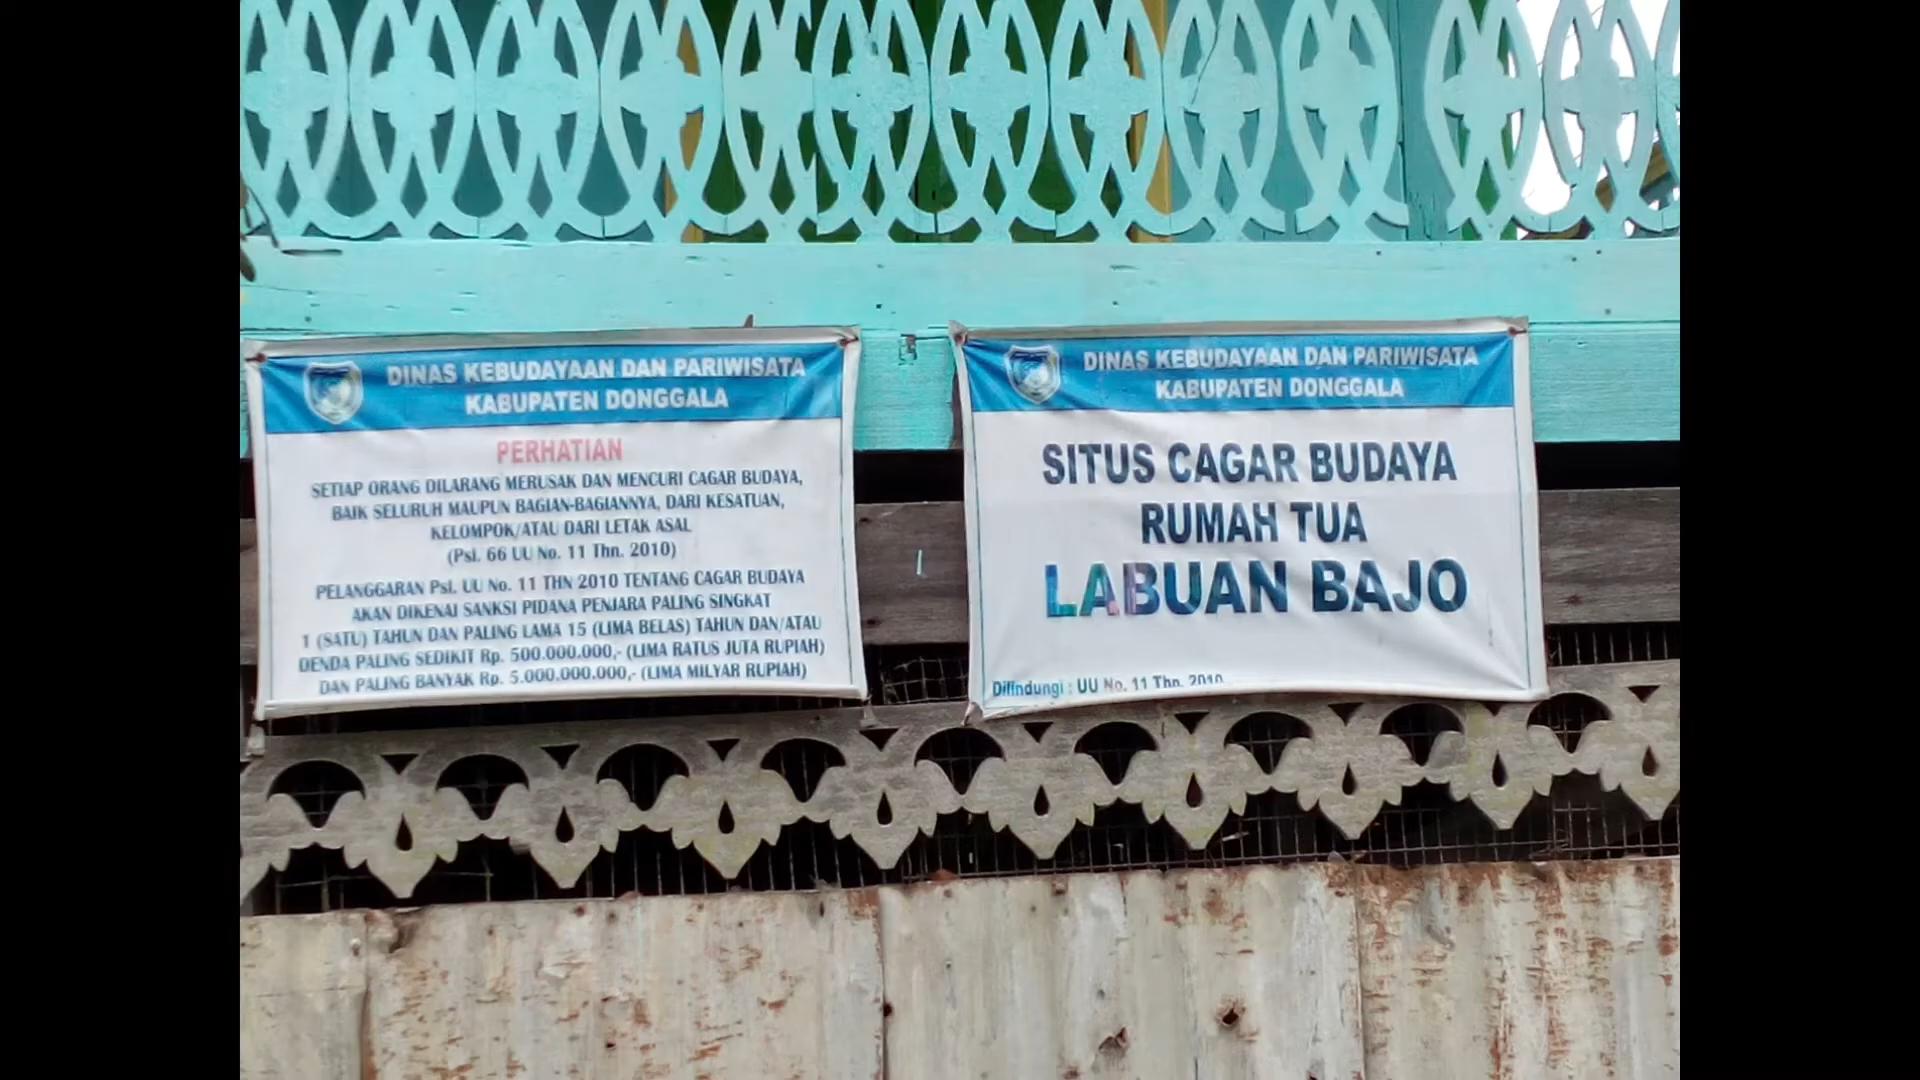 DINAS KEBUDAYAAN DAN PARIWISATA
KABUPATEN DONGGALA
PERHATIAN
SETIAP ORANG DILARANG MERUSAK DAN MENCURI CAGAR BUDAYA,
BAIK SELURUH MAUPUN BAGIAN-BAGIANNYA, DARI KESATUAN,
KELOMPOK/ATAU DARI LETAK ASAL
(Psl. 66 UU No. 11 Thn. 2010)
PELANGGARAN Psl. UU No. 11 THN 2010 TENTANG CAGAR BUDAYA
AKAN DIKENAI SANKSI PIDANA PENJARA PALING SINGKAT
1 (SATU) TAHUN DAN PALING LAMA 15 (LIMA BELAS) TAHUN DAN/ATAU
DENDA PALING SEDIKIT Rp. 500.000.000,- (LIMA RATUS JUTA RUPIAH)
DAN PALING BANYAK Rp. 5.000.000.000,- (LIMA MILYAR RUPIAH)
DINAS KEBUDAYAAN DAN PARIWISATA
KABUPATEN DONGGALA
SITUS CAGAR BUDAYA
RUMAH TUA
LABUAN BAJO
Dilindungi : UU No. 11 Thn. 2010